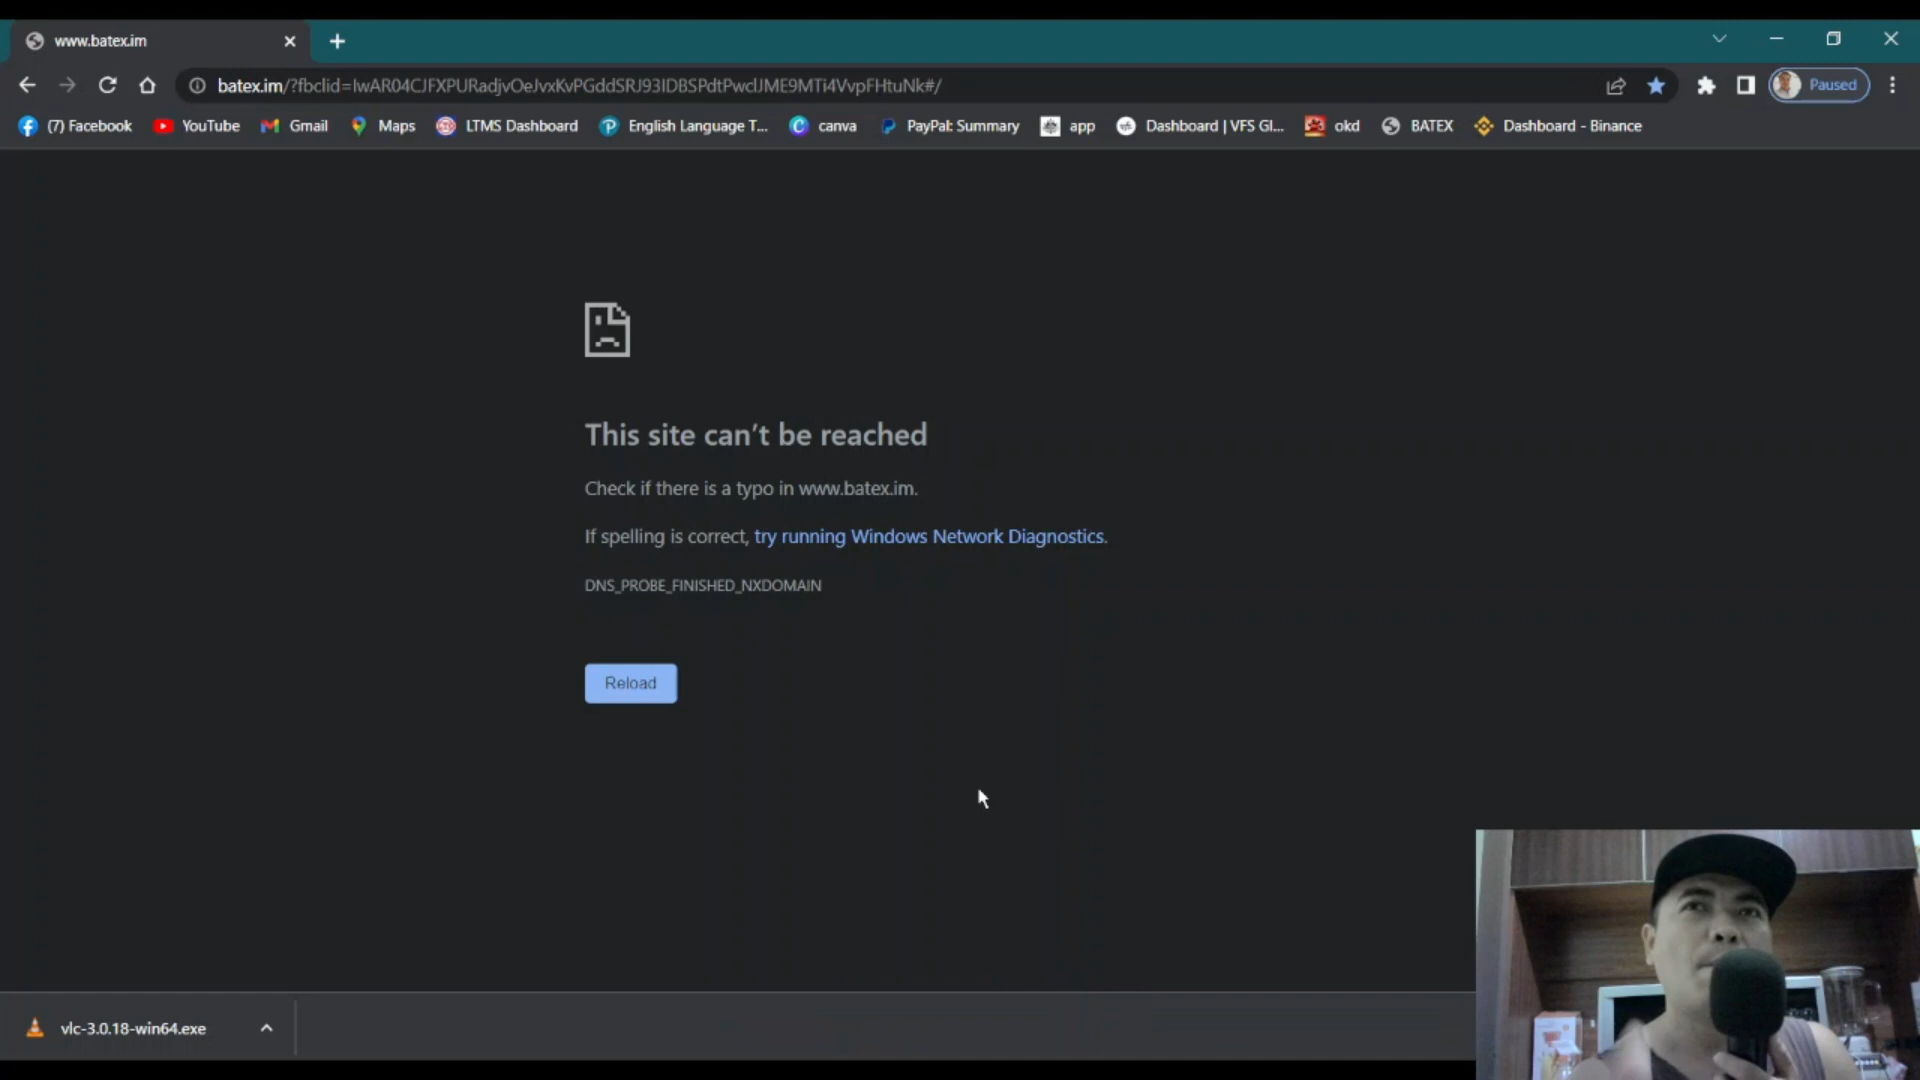 www.batex.im
batex.im/?fbclid=IwAR04CJFXPURadjvOeJvxKvPGddSRJ93IDBSPdtPwclJME9MTi4VvpFHtuNk#/
Paused
(7) Facebook YouTube Gmail Maps LTMS Dashboard English Language T... canva PayPal: Summary app Dashboard | VFS Gl... okd BATEX Dashboard - Binance
This site can't be reached
Check if there is a typo in www.batex.im.
If spelling is correct, try running Windows Network Diagnostics.
DNS_PROBE_FINISHED_NXDOMAIN
Reload
vlc-3.0.18-win64.exe